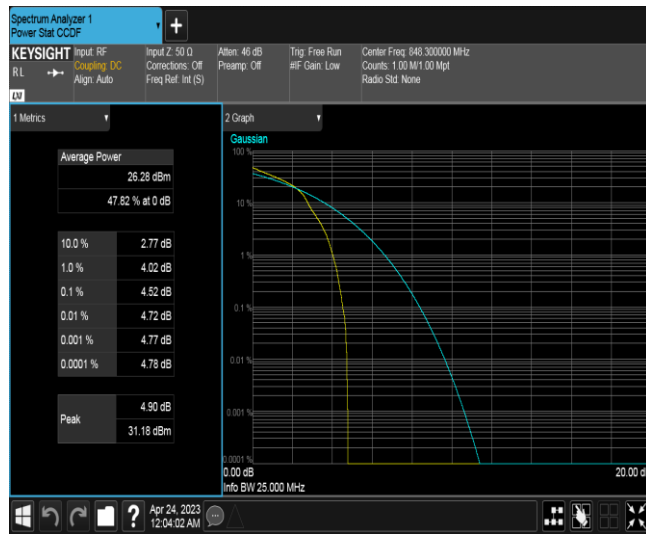 Spectrum Analyzer 1
Power Stat CCDF
KEYSIGHT
RL
LXI
Input: RF
Coupling: DC
Align: Auto
Input Z: 50 Ω
Corrections: Off
Freq Ref: Int (S)
Atten: 46 dB
Preamp: Off
Trig: Free Run
#IF Gain: Low
Center Freq: 848.300000 MHz
Counts: 1.00 M/1.00 Mpt
Radio Std: None
1 Metrics
Average Power
26.28 dBm
47.82 % at 0 dB
10.0 % 2.77 dB
1.0 % 4.02 dB
0.1 % 4.52 dB
0.01 % 4.72 dB
0.001 % 4.77 dB
0.0001 % 4.78 dB
Peak
4.90 dB
31.18 dBm
2 Graph
Gaussian
100 %
10 %
1 %
0.1 %
0.01 %
0.001 %
0.0001 %
0.00 dB
20.00 d
Info BW 25.000 MHz
?
Apr 24, 2023
12:04:02 AM